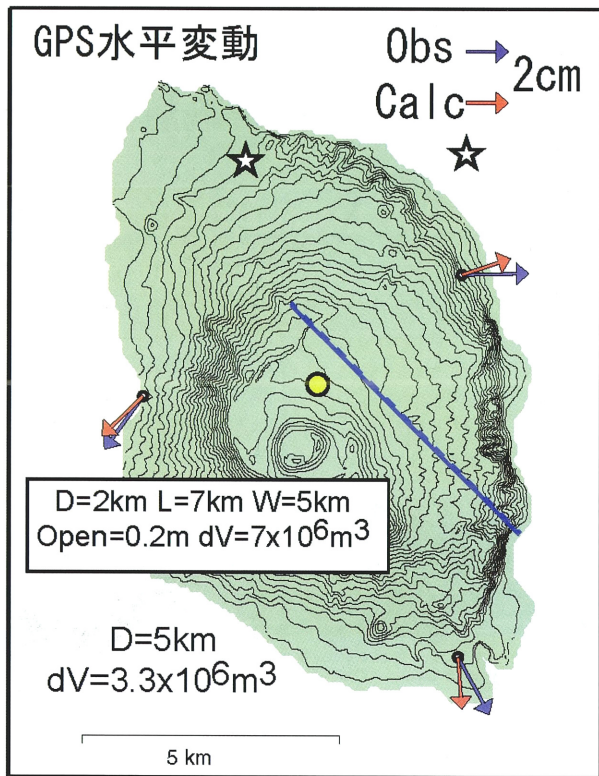 GPS水平変動
Obs
Calc
2cm
D=2km L=7km W=5km
Open=0.2m dV=7x10⁶m³
D=5km
dV=3.3x10⁶m³
5 km